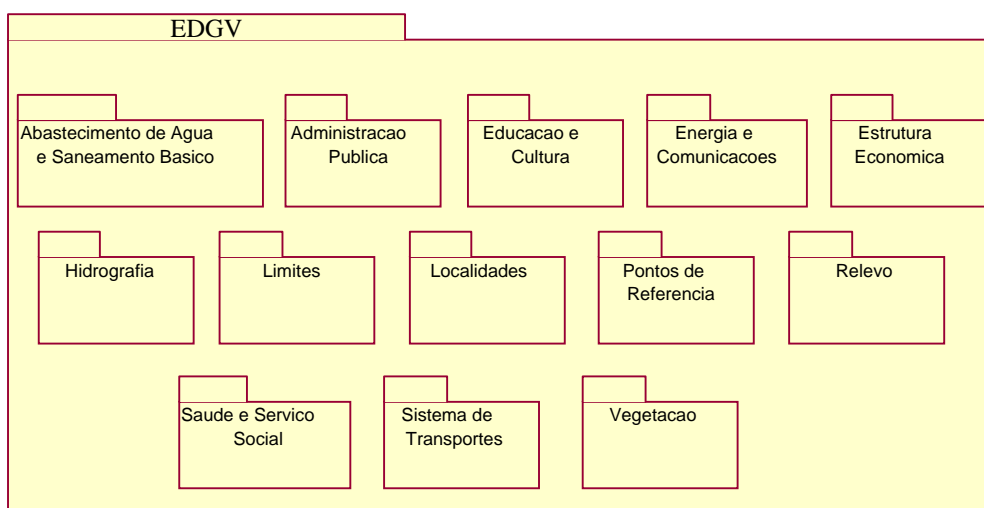 EDGV
Abastecimento de Agua
e Saneamento Basico
Administracao
Publica
Educacao e
Cultura
Energia e
Comunicacoes
Estrutura
Economica
Hidrografia
Limites
Localidades
Pontos de
Referencia
Relevo
Saude e Servico
Social
Sistema de
Transportes
Vegetacao